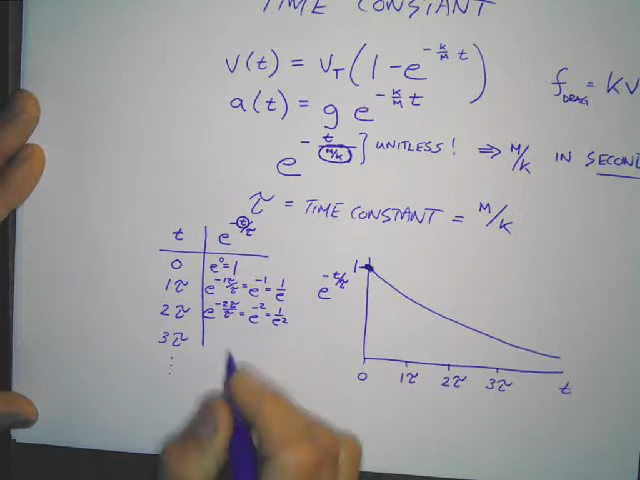 TIME CONSTANT
v(t) = V_T (1 - e^{-K/M t})
f_DRAG = KV
a(t) = g e^{-K/M t}
e^{-t/(M/K)} } UNITLESS! ⇒ M/K IN SECOND
τ = TIME CONSTANT = M/K
t e^{-t/τ}
0 e^0 = 1
1τ e^{-1τ/τ} = e^{-1} = 1/e
2τ e^{-2τ/τ} = e^{-2} = 1/e^2
3τ
⋮
1
e^{-t/τ}
0 1τ 2τ 3τ t